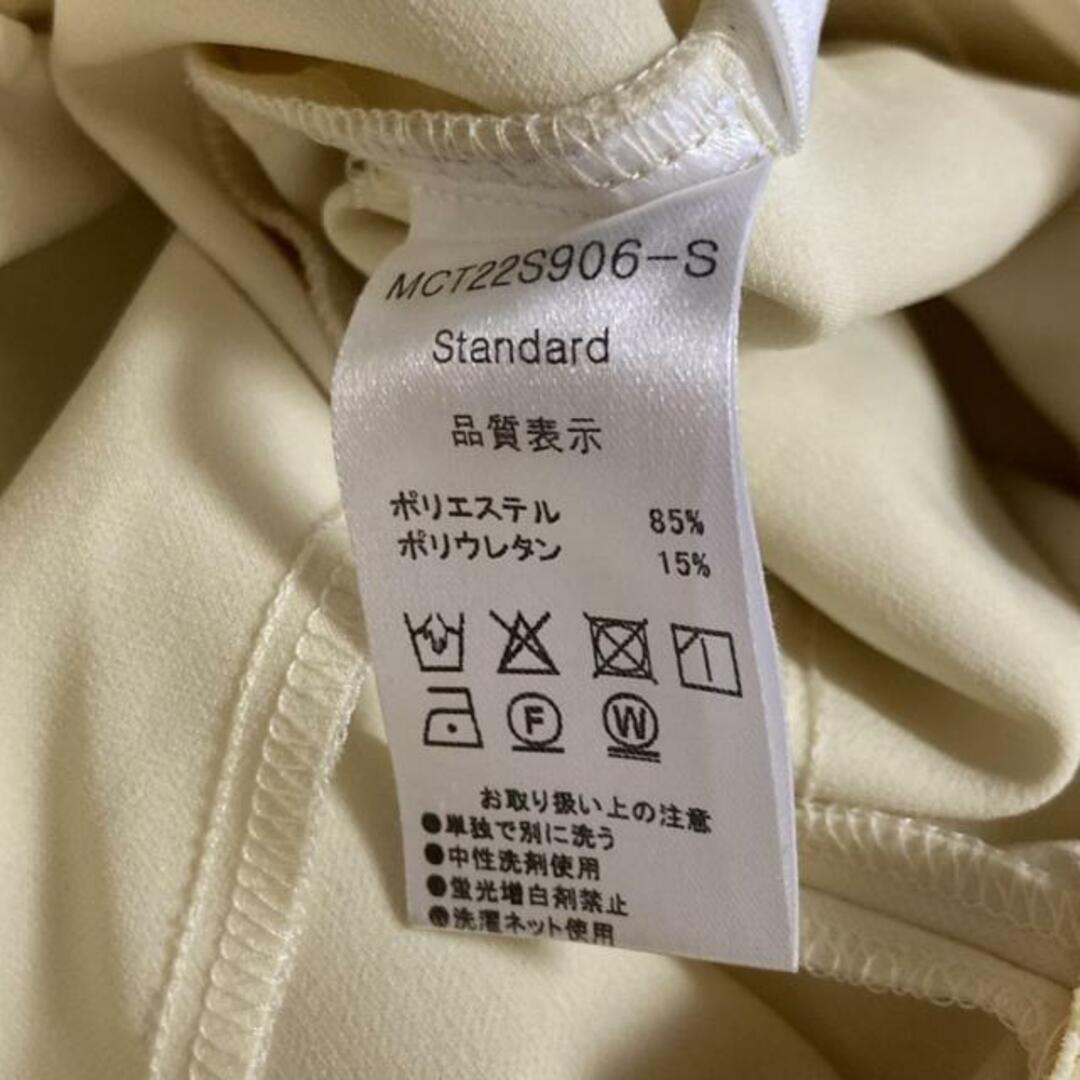 MCT22S906-S
Standard
品質表示
ポリエステル 85%
ポリウレタン 15%
F W
お取り扱い上の注意
●単独で別に洗う
●中性洗剤使用
●蛍光増白剤禁止
●洗濯ネット使用